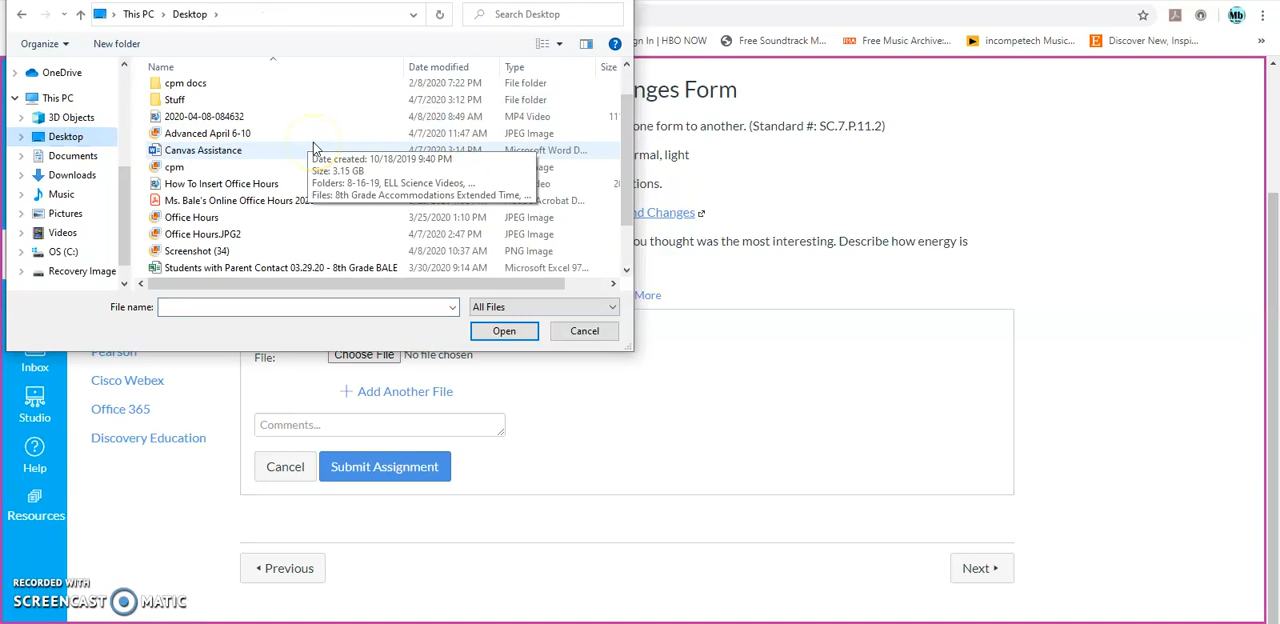 This PC > Desktop >
Search Desktop
Organize
New folder
Name
Date modified
Type
Size
OneDrive
This PC
3D Objects
Desktop
Documents
Downloads
Music
Pictures
Videos
OS (C:)
Recovery Image
cpm docs 2/8/2020 7:22 PM File folder
Stuff 4/7/2020 3:12 PM File folder
2020-04-08-084632 4/8/2020 8:49 AM MP4 Video 11
Advanced April 6-10 4/7/2020 11:47 AM JPEG Image
Canvas Assistance 4/7/2020 3:14 PM Microsoft Word D...
cpm
How To Insert Office Hours
Ms. Bale's Online Office Hours
Office Hours 3/25/2020 1:10 PM JPEG Image
Office Hours.JPG2 4/7/2020 2:47 PM JPEG Image
Screenshot (34) 4/8/2020 10:37 AM PNG Image
Students with Parent Contact 03.29.20 - 8th Grade BALE 3/30/2020 9:14 AM Microsoft Excel 97...
Date created: 10/18/2019 9:40 PM
Size: 3.15 GB
Folders: 8-16-19, ELL Science Videos, ...
Files: 8th Grade Accommodations Extended Time, ...
File name:
All Files
Open
Cancel
Mb
n In | HBO NOW
Free Soundtrack M...
Free Music Archive:...
incompetech Music...
Discover New, Inspi...
»
nges Form
one form to another. (Standard #: SC.7.P.11.2)
rmal, light
tions.
nd Changes
ou thought was the most interesting. Describe how energy is
More
Inbox
Studio
Help
Resources
Pearson
Cisco Webex
Office 365
Discovery Education
File:
Choose File
No file chosen
+ Add Another File
Comments...
Cancel
Submit Assignment
Previous
Next
RECORDED WITH
SCREENCAST MATIC